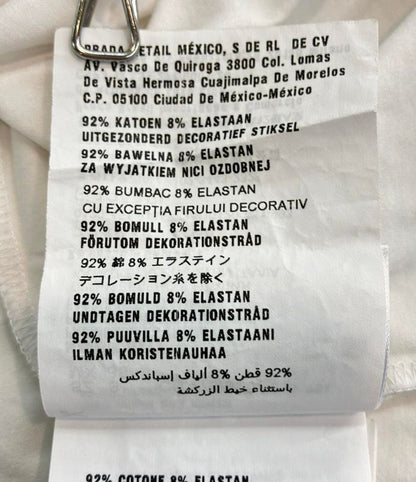 PRADA RETAIL MÉXICO, S DE RL DE CV
AV. Vasco De Quiroga 3800 Col. Lomas
De Vista Hermosa Cuajimalpa De Morelos
C.P. 05100 Ciudad De México-México
92% KATOEN 8% ELASTAAN
UITGEZONDERD DECORATIEF STIKSEL
92% BAWELNA 8% ELASTAN
ZA WYJATKIEM NICI OZDOBNEJ
92% BUMBAC 8% ELASTAN
CU EXCEPȚIA FIRULUI DECORATIV
92% BOMULL 8% ELASTAN
FÖRUTOM DEKORATIONSTRÅD
92% 綿 8% エラステイン
デコレーション糸を除く
92% BOMULD 8% ELASTAN
UNDTAGEN DEKORATIONSTRÅD
92% PUUVILLA 8% ELASTAANI
ILMAN KORISTENAUHAA
92% قطن 8% ألياف إسباندكس
باستثناء خيط الزركشة
92% COTONE 8% ELASTAN